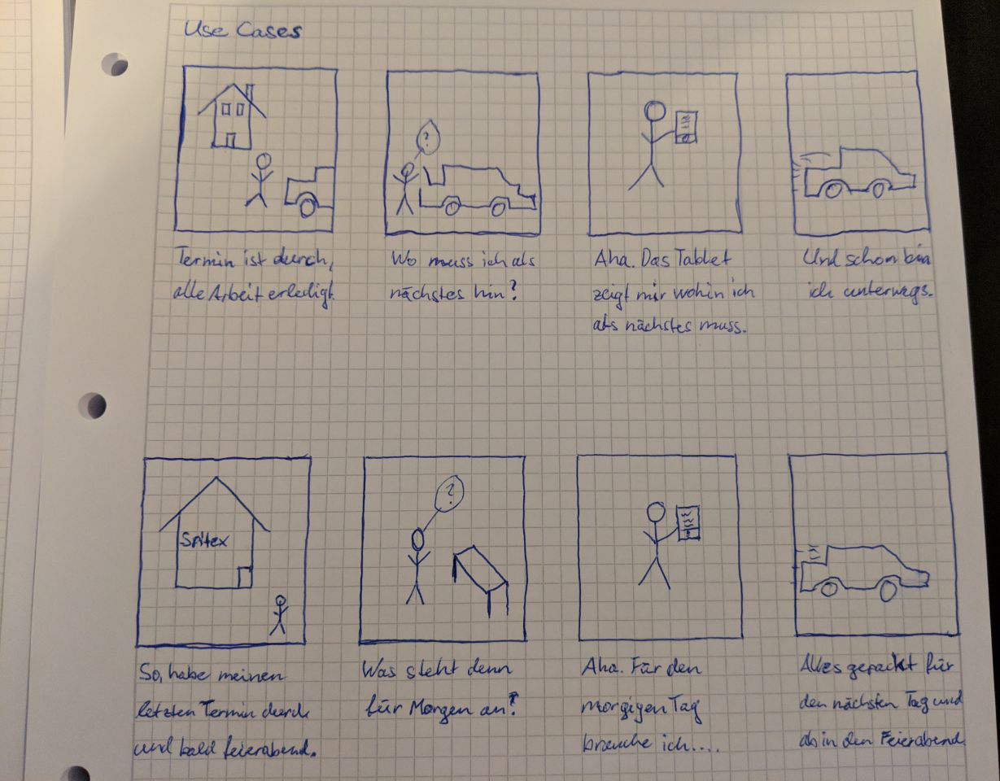 Use Cases
?
Termin ist durch,
alle Arbeit erledigt.
Wo muss ich als
nächstes hin?
Aha. Das Tablet
zeigt mir wohin ich
als nächstes muss.
Und schon bin
ich unterwegs.
Spitex
?
So, habe meinen
letzten Termin durch
und bald feierabend.
Was steht denn
für Morgen an?
Aha. Für den
morgigen Tag
brauche ich....
Alles gepackt für
den nächsten Tag und
ab in den Feierabend.